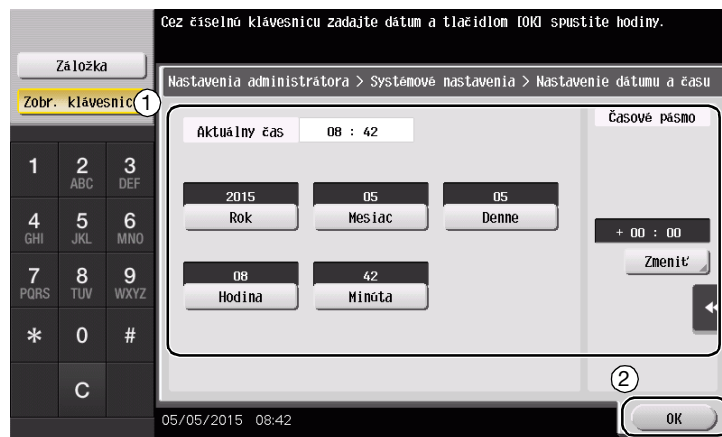 Cez číselnú klávesnicu zadajte dátum a tlačidlom [OK] spustite hodiny.
Záložka
Zobr. klávesnic
1
Nastavenia administrátora > Systémové nastavenia > Nastavenie dátumu a času
Aktuálny čas 08 : 42
Časové pásmo
2015 05 05
Rok Mesiac Denne
+ 00 : 00
Zmeniť
08 42
Hodina Minúta
1 2 ABC 3 DEF
4 GHI 5 JKL 6 MNO
7 PQRS 8 TUV 9 WXYZ
* 0 #
C
2
05/05/2015 08:42
OK